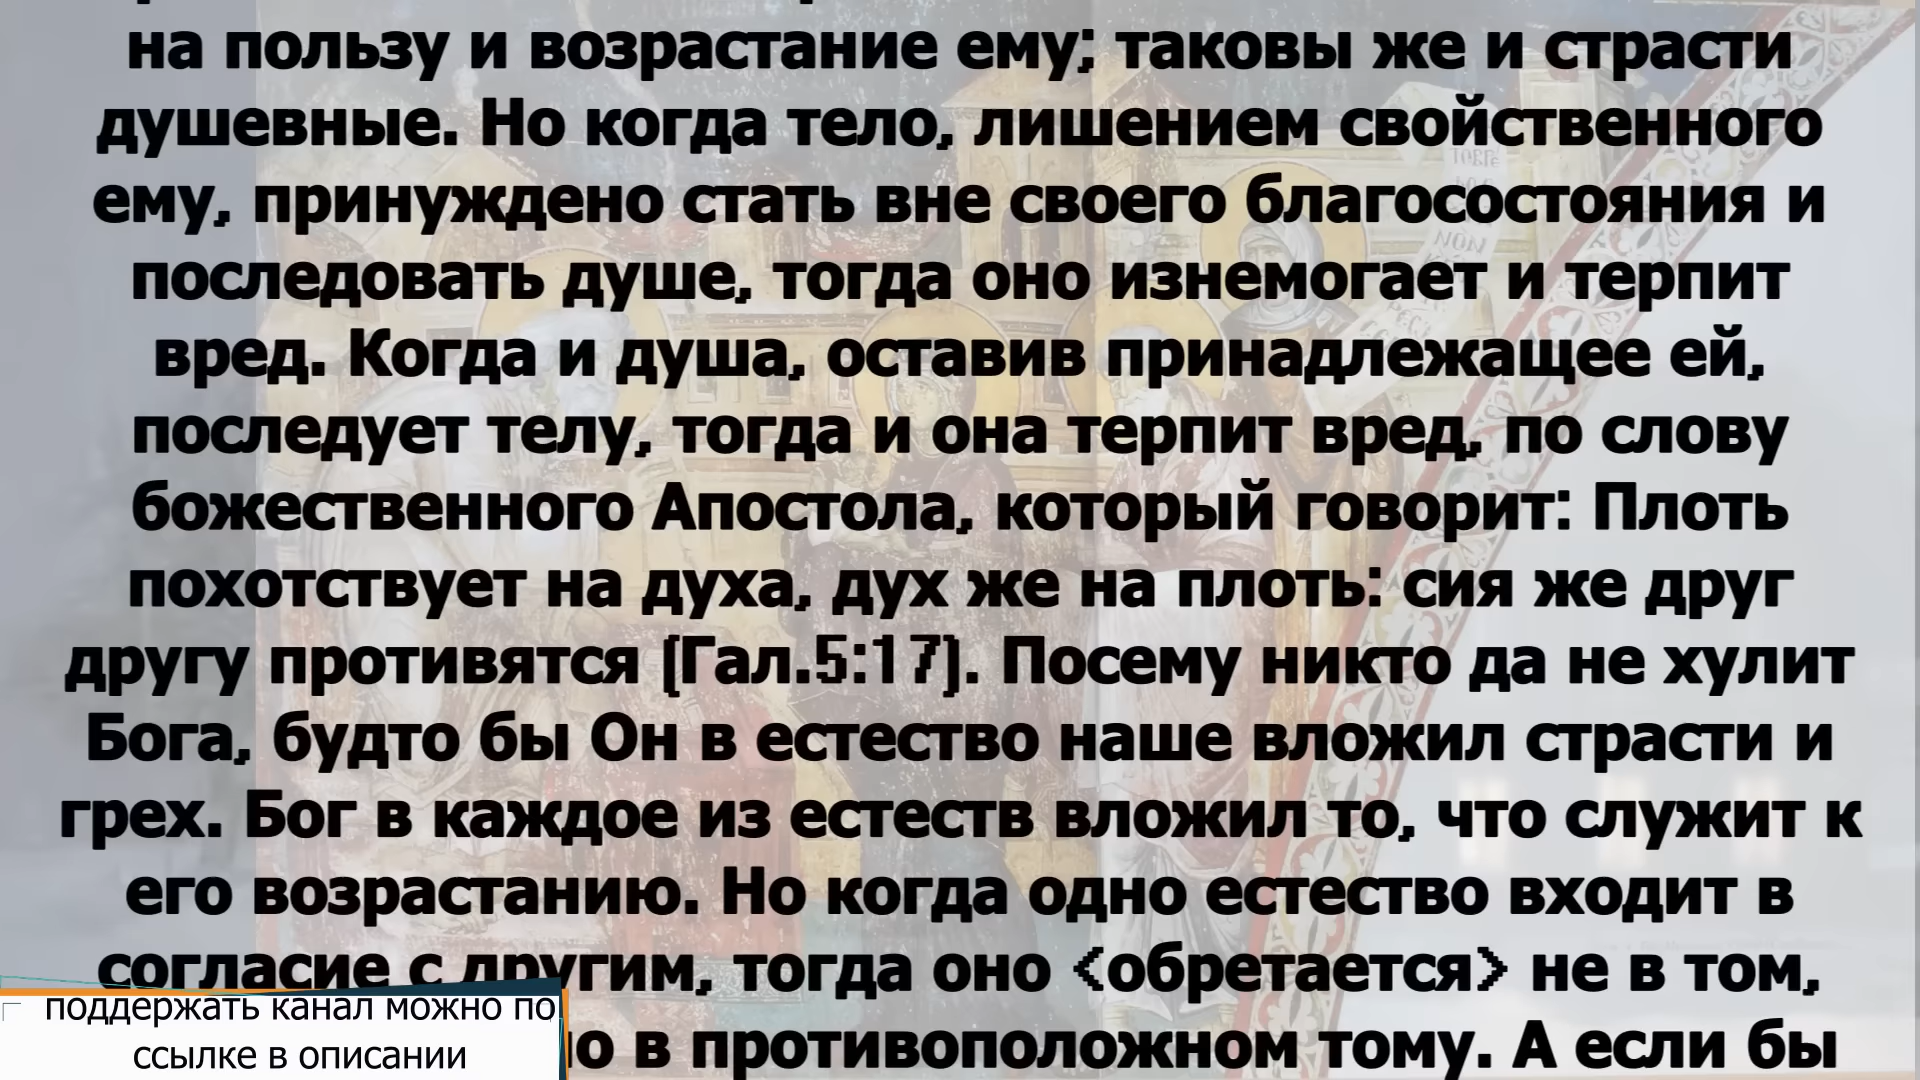 на пользу и возрастание ему; таковы же и страсти
душевные. Но когда тело, лишением свойственного
ему, принуждено стать вне своего благосостояния и
последовать душе, тогда оно изнемогает и терпит
вред. Когда и душа, оставив принадлежащее ей,
последует телу, тогда и она терпит вред, по слову
божественного Апостола, который говорит: Плоть
похотствует на духа, дух же на плоть: сия же друг
другу противятся (Гал.5:17). Посему никто да не хулит
Бога, будто бы Он в естество наше вложил страсти и
грех. Бог в каждое из естеств вложил то, что служит к
его возрастанию. Но когда одно естество входит в
согласие с другим, тогда оно <обретается> не в том,
в противоположном тому. А если бы
поддержать канал можно по
ссылке в описании